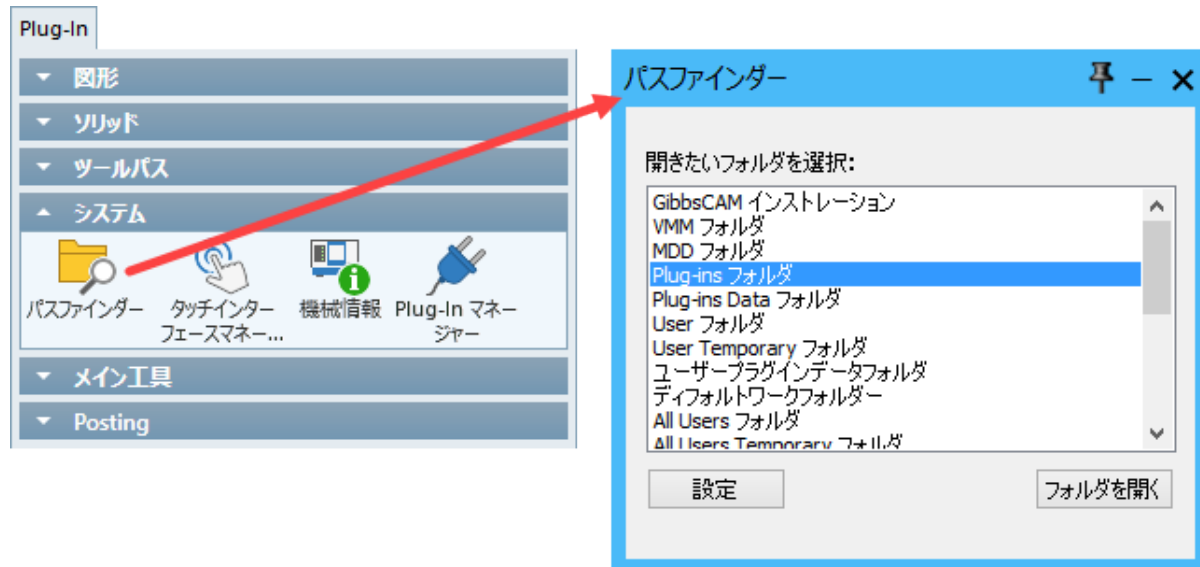 Plug-In
図形
ソリッド
ツールパス
システム
パスファインダー
タッチインター
フェースマネー...
機械情報
Plug-In マネー
ジャー
メイン工具
Posting
パスファインダー
開きたいフォルダを選択:
GibbsCAM インストレーション
VMM フォルダ
MDD フォルダ
Plug-ins フォルダ
Plug-ins Data フォルダ
User フォルダ
User Temporary フォルダ
ユーザープラグインデータフォルダ
ディフォルトワークフォルダー
All Users フォルダ
All Users Temporary フォルダ
設定
フォルダを開く